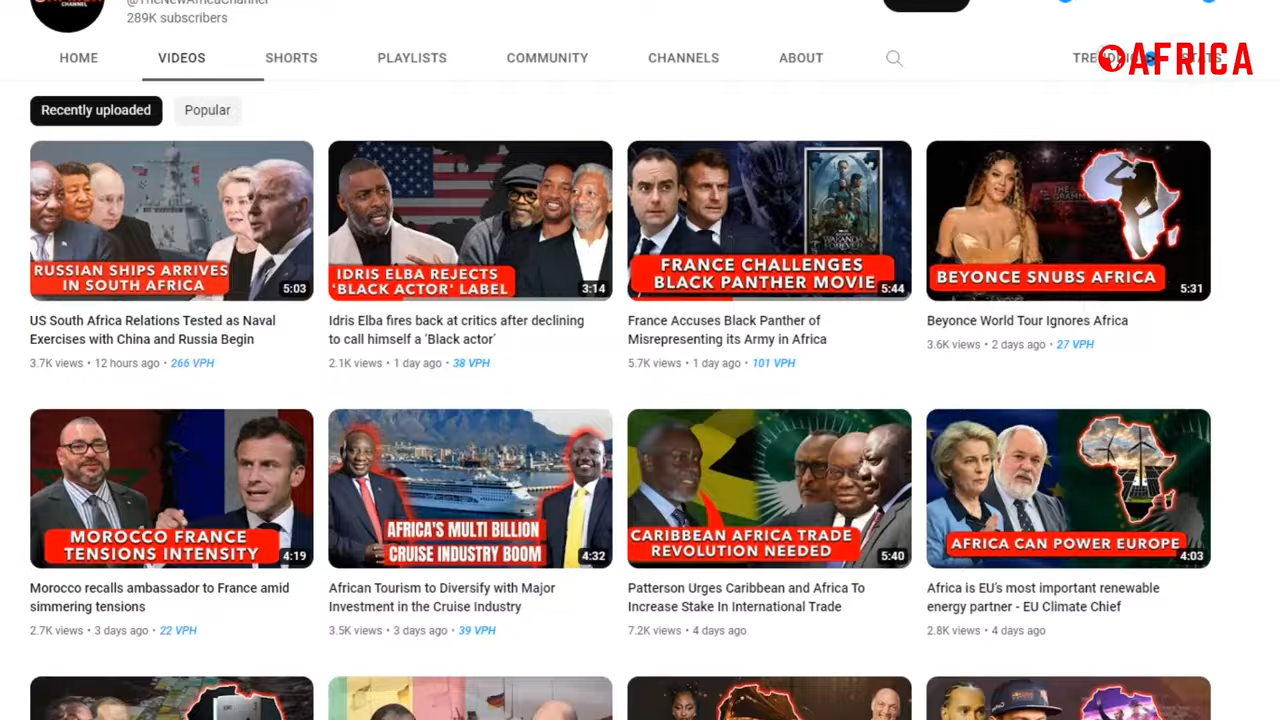 CHANNEL
@TheNewAfricaChannel
289K subscribers
HOME
VIDEOS
SHORTS
PLAYLISTS
COMMUNITY
CHANNELS
ABOUT
AFRICA
Recently uploaded
Popular
RUSSIAN SHIPS ARRIVES
IN SOUTH AFRICA
5:03
IDRIS ELBA REJECTS
'BLACK ACTOR' LABEL
3:14
WAKANDA
FOREVER
FRANCE CHALLENGES
BLACK PANTHER MOVIE
5:44
BEYONCE SNUBS AFRICA
5:31
US South Africa Relations Tested as Naval
Exercises with China and Russia Begin
3.7K views • 12 hours ago • 266 VPH
Idris Elba fires back at critics after declining
to call himself a ‘Black actor’
2.1K views • 1 day ago • 38 VPH
France Accuses Black Panther of
Misrepresenting its Army in Africa
5.7K views • 1 day ago • 101 VPH
Beyonce World Tour Ignores Africa
3.6K views • 2 days ago • 27 VPH
MOROCCO FRANCE
TENSIONS INTENSITY
4:19
AFRICA'S MULTI BILLION
CRUISE INDUSTRY BOOM
4:32
CARIBBEAN AFRICA TRADE
REVOLUTION NEEDED
5:40
AFRICA CAN POWER EUROPE
4:03
Morocco recalls ambassador to France amid
simmering tensions
2.7K views • 3 days ago • 22 VPH
African Tourism to Diversify with Major
Investment in the Cruise Industry
3.5K views • 3 days ago • 39 VPH
Patterson Urges Caribbean and Africa To
Increase Stake In International Trade
7.2K views • 4 days ago
Africa is EU’s most important renewable
energy partner - EU Climate Chief
2.8K views • 4 days ago